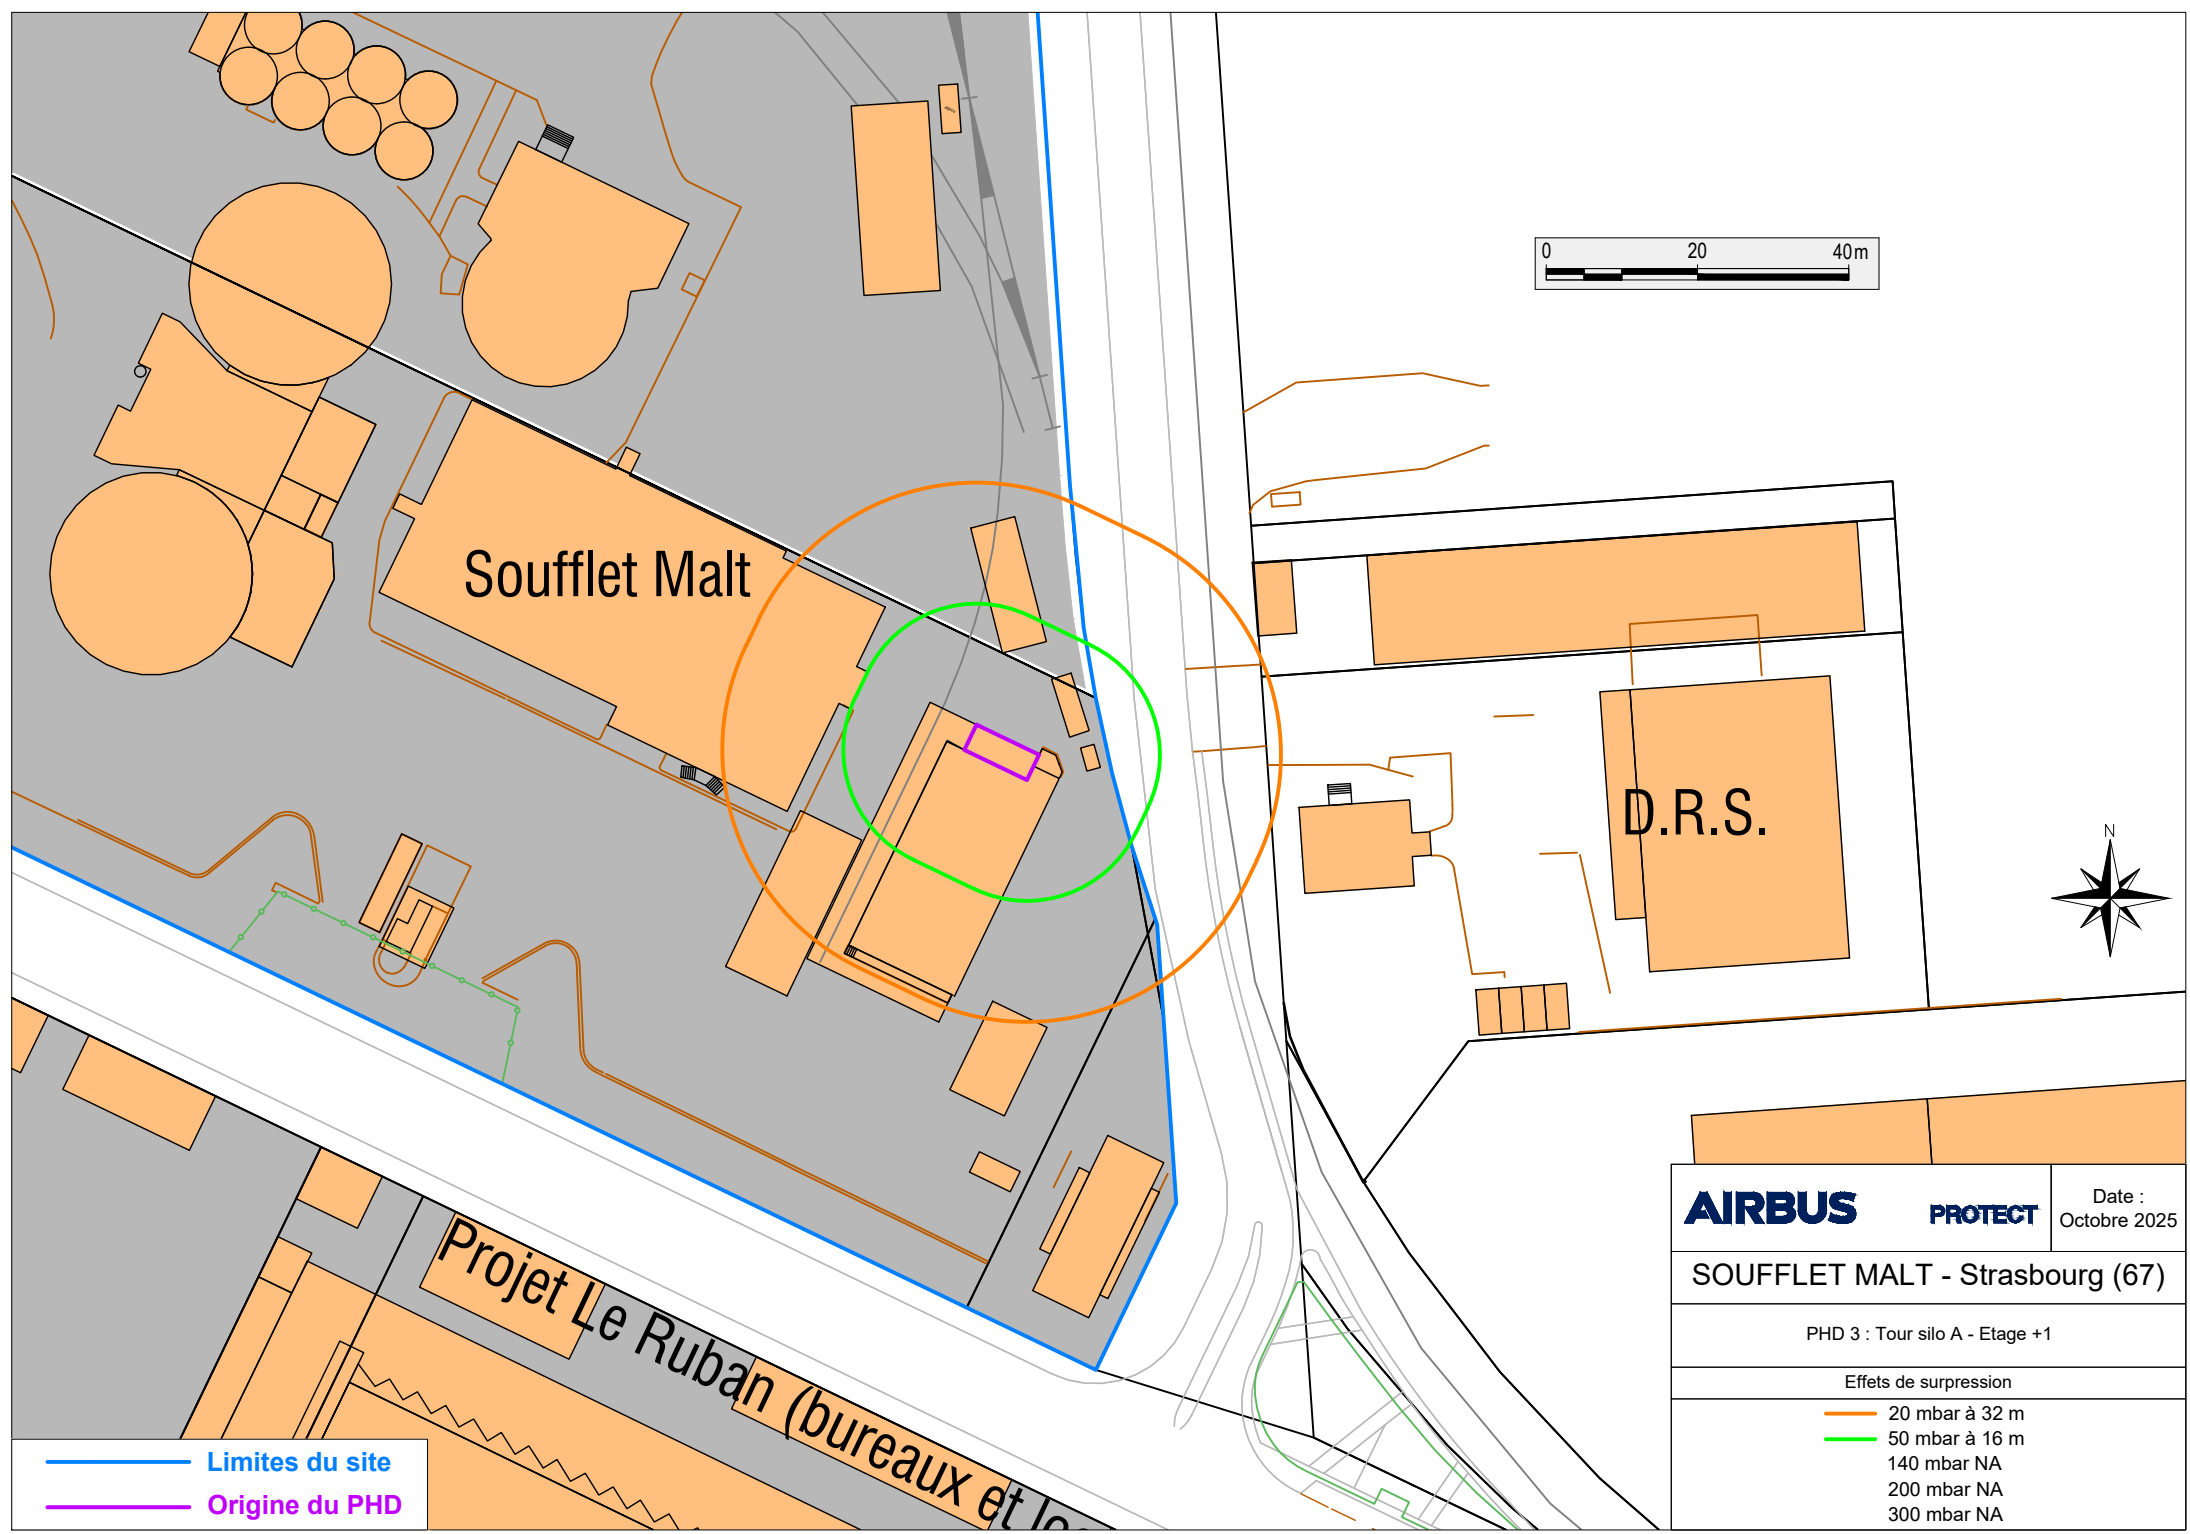 0 20 40m
Soufflet Malt
D.R.S.
N
Projet Le Ruban (bureaux et
AIRBUS PROTECT
Date :
Octobre 2025
SOUFFLET MALT - Strasbourg (67)
PHD 3 : Tour silo A - Etage +1
Effets de surpression
20 mbar à 32 m
50 mbar à 16 m
140 mbar NA
200 mbar NA
300 mbar NA
Limites du site
Origine du PHD